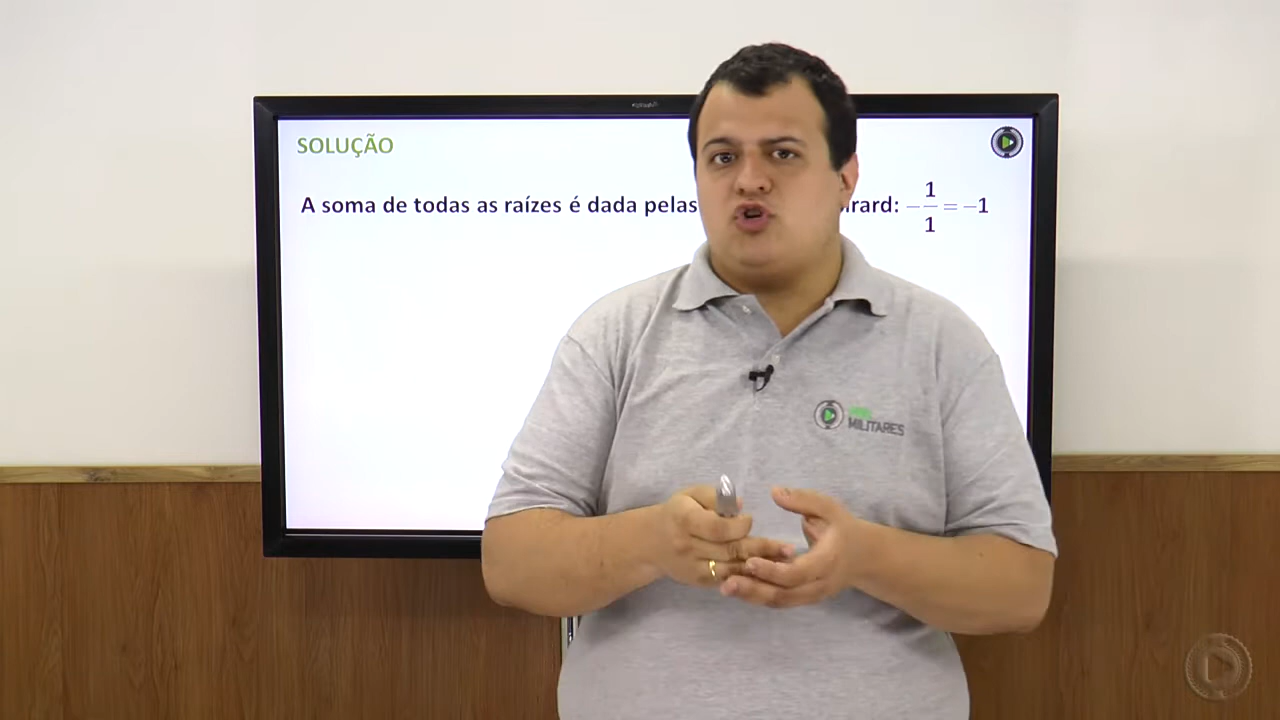 SOLUÇÃO
A soma de todas as raízes é dada pelas irard: −1/1 = −1
MILITARES